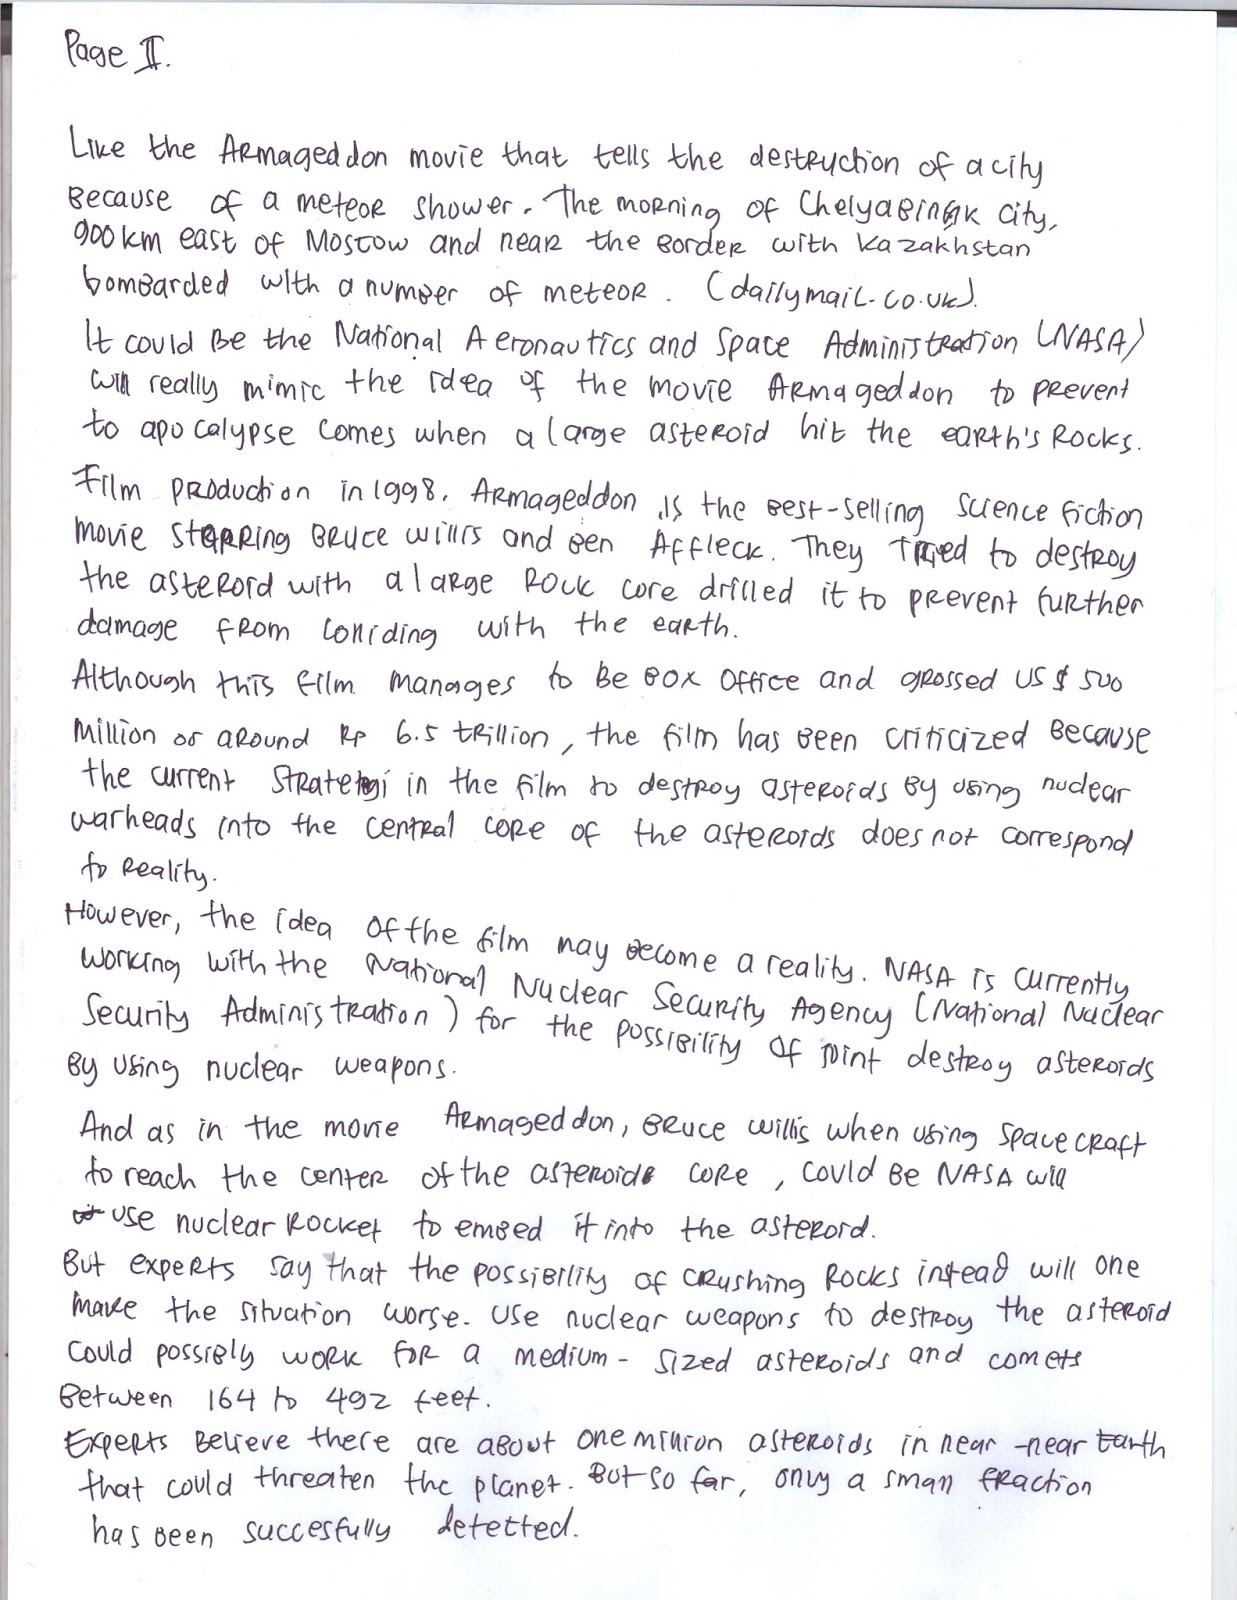 Page II.
Like the Armageddon movie that tells the destruction of a city
Because of a meteor shower. The morning of Chelyabinsk city,
900 km east of Moscow and near the Border with Kazakhstan
bombarded with a number of meteor. (dailymail.co.uk).
It could Be the National Aeronautics and Space Administration (NASA)
will really mimic the idea of the movie Armageddon to prevent
to apocalypse comes when a large asteroid hit the earth's Rocks.
Film production in 1998. Armageddon is the Best-selling Science fiction
movie starring Bruce Willis and Ben Affleck. They Tried to destroy
the asteroid with a large Rock core drilled it to prevent further
damage from colliding with the earth.
Although this film manages to be Box Office and grossed US $ 500
million or around Rp 6.5 trillion, the film has Been criticized Because
the current Strategi in the film to destroy asteroids By using nuclear
warheads into the central core of the asteroids does not correspond
to reality.
However, the idea of the film may become a reality. NASA is currently
working with the National Nuclear Security Agency (National Nuclear
Security Administration) for the possibility of joint destroy asteroids
By using nuclear weapons.
And as in the movie Armageddon, Bruce Willis when using Spacecraft
to reach the center of the asteroids core, could Be NASA will
use nuclear Rocket to embed it into the asteroid.
But experts say that the possibility of crushing Rocks instead will one
make the situation worse. Use nuclear weapons to destroy the asteroid
Could possibly work for a medium-sized asteroids and comets
Between 164 to 492 feet.
Experts Believe there are about one million asteroids in near-near Earth
that could threaten the planet. But so far, only a small fraction
has been succesfully detected.